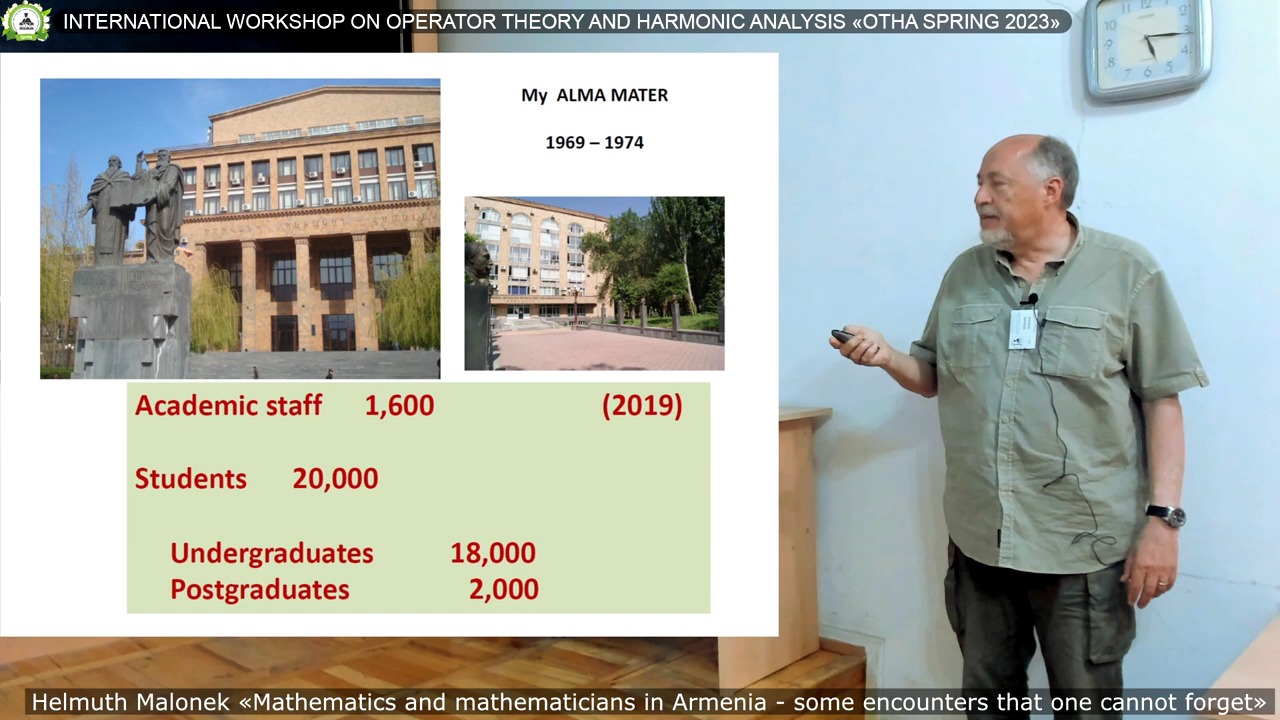 INTERNATIONAL WORKSHOP ON OPERATOR THEORY AND HARMONIC ANALYSIS «OTHA SPRING 2023»
My ALMA MATER
1969 – 1974
Academic staff 1,600 (2019)
Students 20,000
Undergraduates 18,000
Postgraduates 2,000
Helmuth Malonek «Mathematics and mathematicians in Armenia - some encounters that one cannot forget»